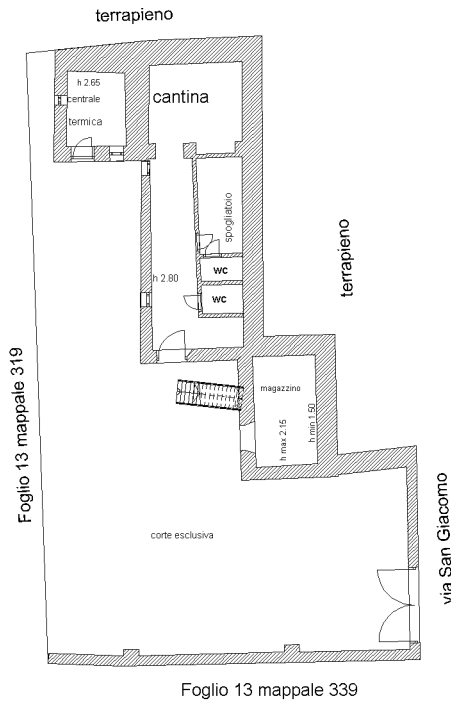 terrapieno
h 2.65
centrale
termica
cantina
spogliatoio
terrapieno
wc
h 2.80
wc
magazzino
h max 2.15
h min 1.50
Foglio 13 mappale 319
corte esclusiva
via San Giacomo
Foglio 13 mappale 339